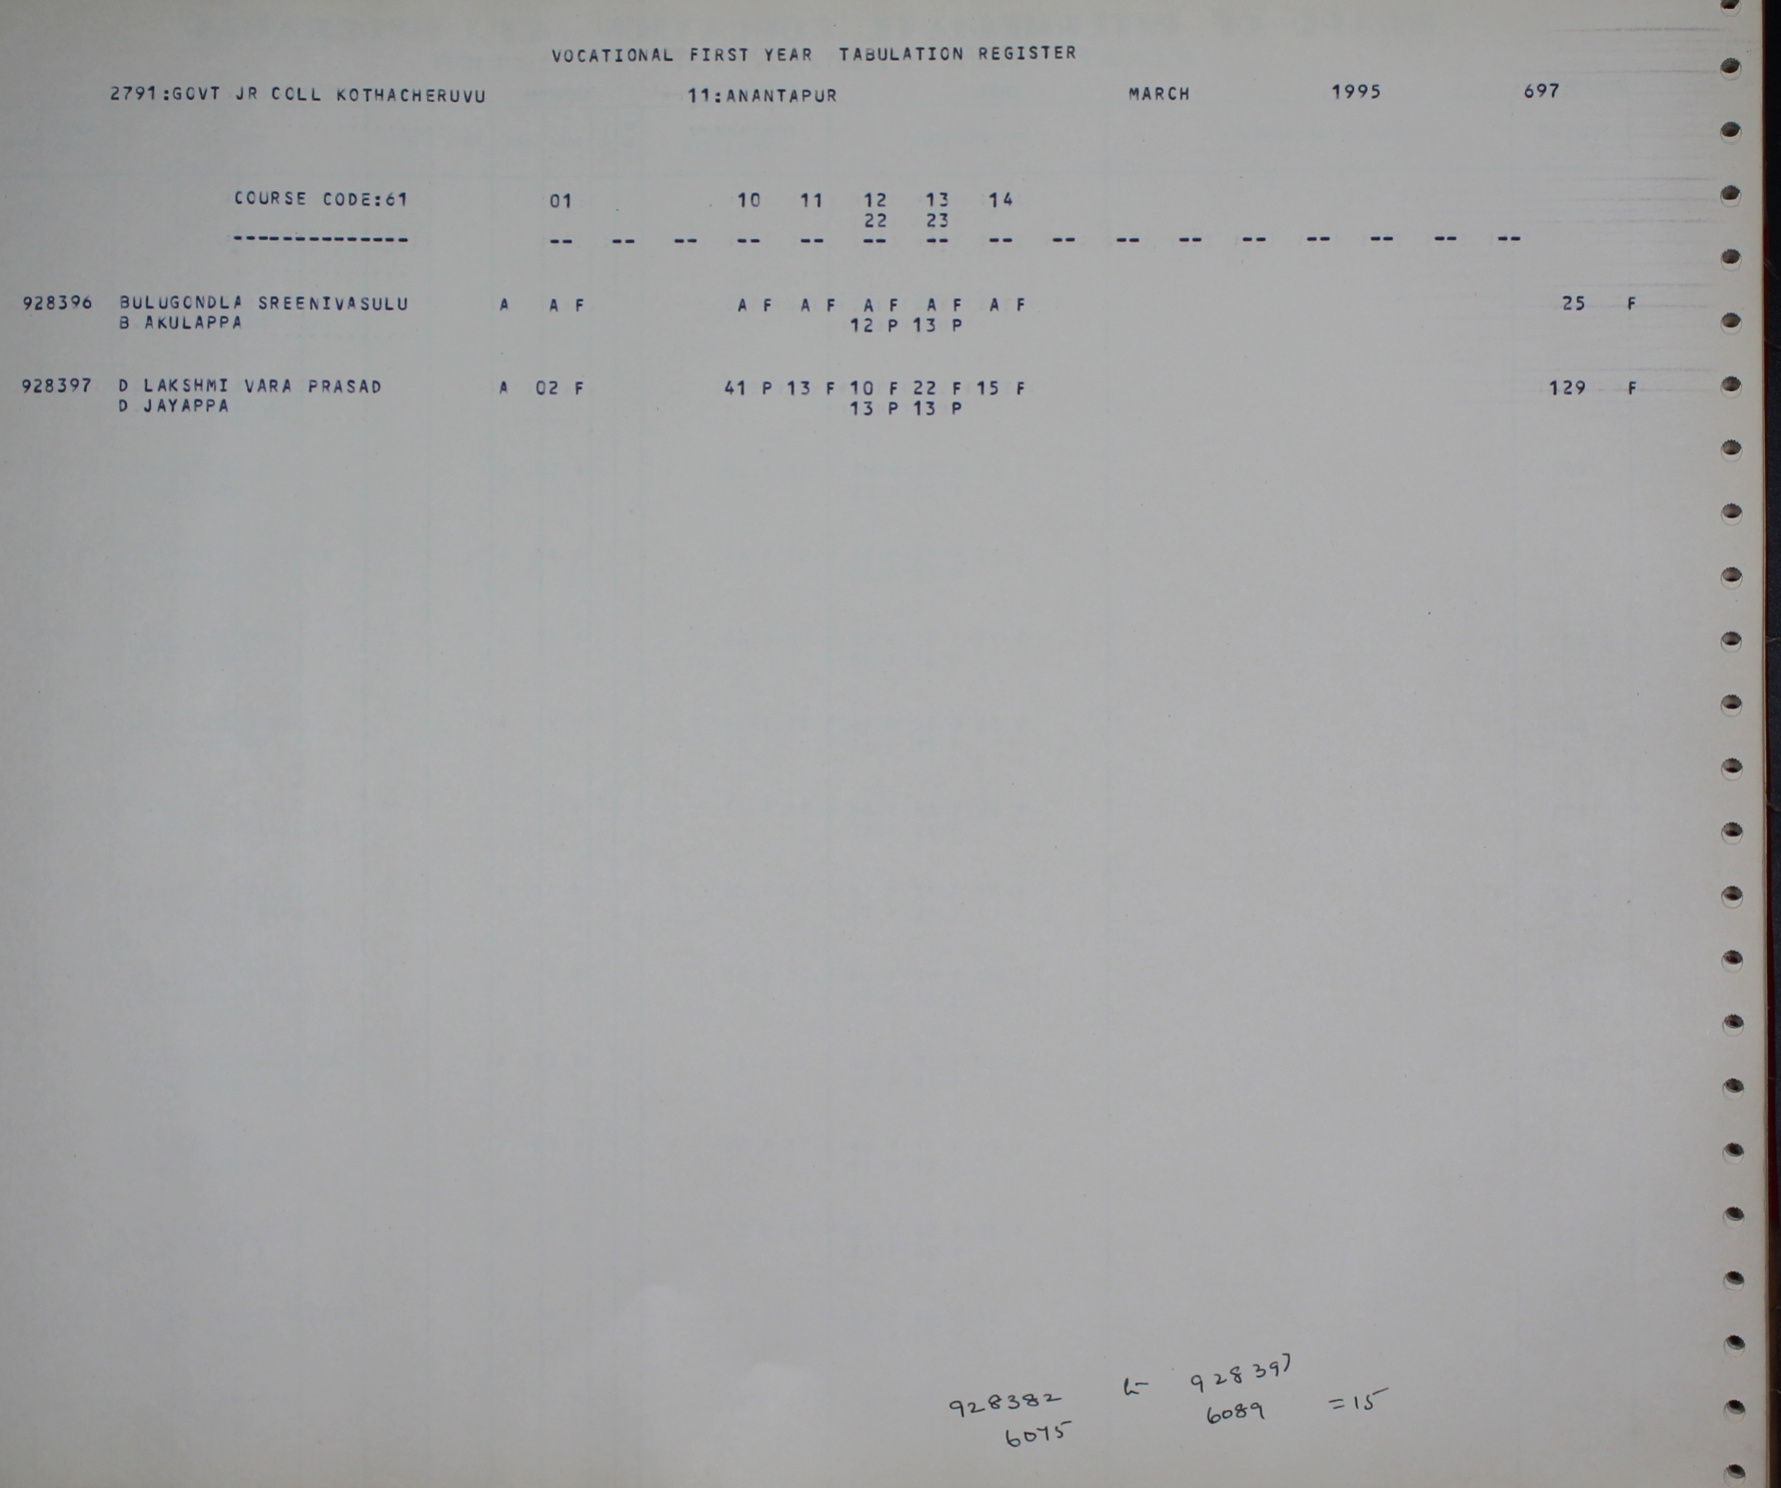 VOCATIONAL FIRST YEAR TABULATION REGISTER
2791:GOVT JR COLL KOTHACHERUVU 11:ANANTAPUR MARCH 1995 697
COURSE CODE:61 01 10 11 12 13 14
22 23
-------------- -- -- -- -- -- -- -- -- -- -- -- -- -- -- -- --
928396 BULUGONDLA SREENIVASULU A A F A F A F A F A F A F 25 F
B AKULAPPA 12 P 13 P
928397 D LAKSHMI VARA PRASAD A 02 F 41 P 13 F 10 F 22 F 15 F 129 F
D JAYAPPA 13 P 13 P
928382 to 928397
6075 6089 =15